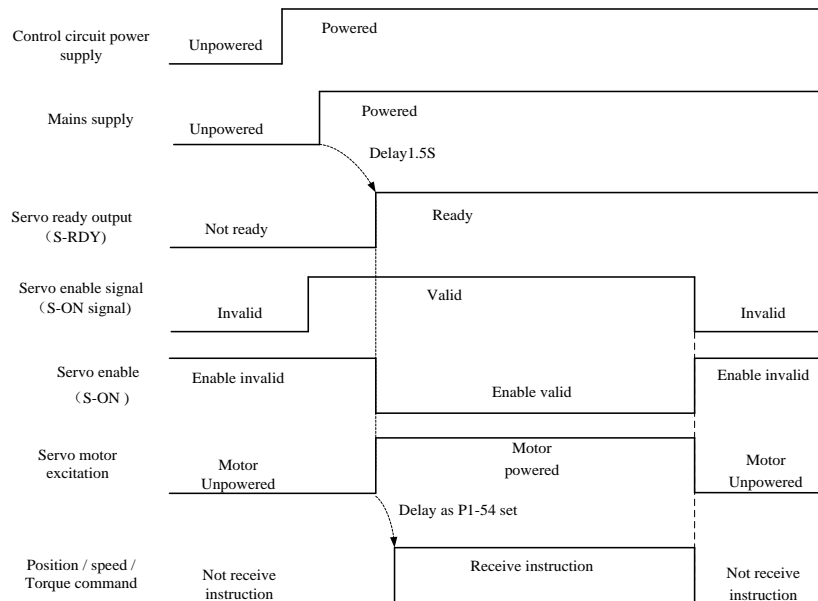 Control circuit power
supply
Unpowered
Powered
Mains supply
Unpowered
Powered
Delay1.5S
Servo ready output
（S-RDY)
Not ready
Ready
Servo enable signal
（S-ON signal)
Invalid
Valid
Invalid
Servo enable
（S-ON ）
Enable invalid
Enable valid
Enable invalid
Servo motor
excitation
Motor
Unpowered
Motor
powered
Motor
Unpowered
Delay as P1-54 set
Position / speed /
Torque command
Not receive
instruction
Receive instruction
Not receive
instruction